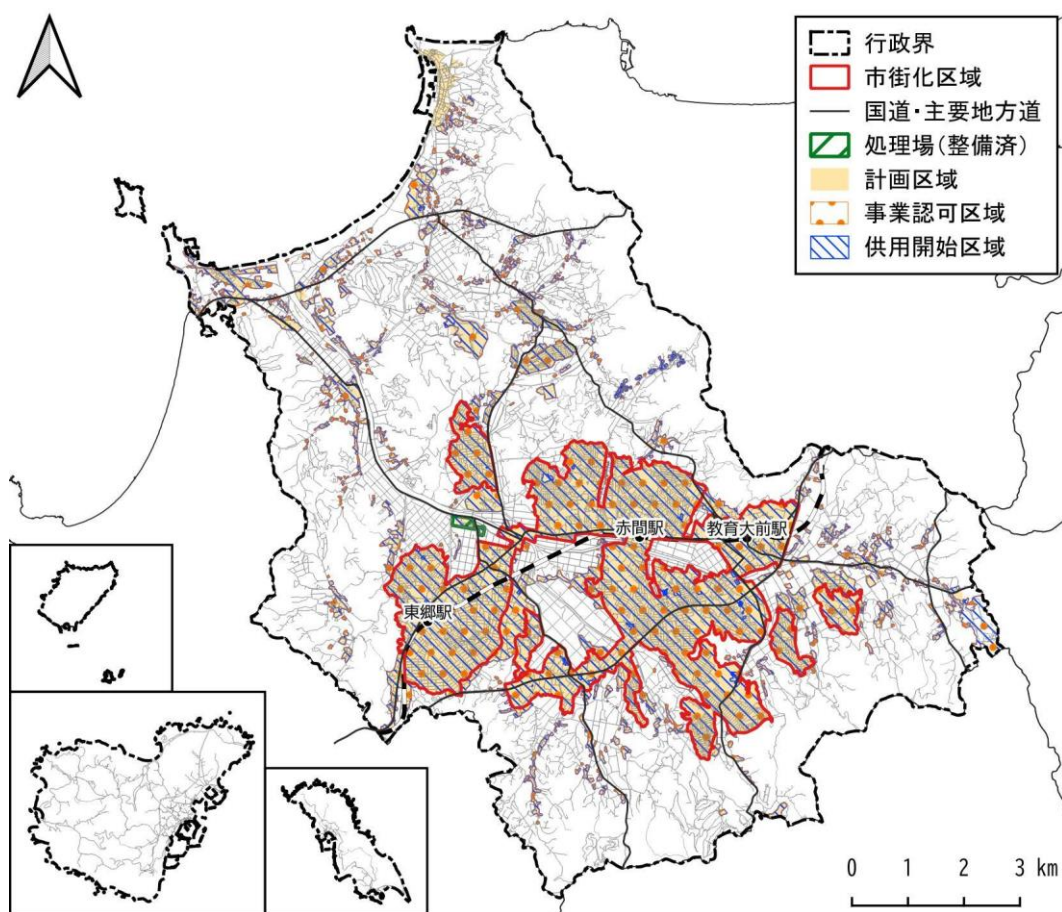 行政界
市街化区域
国道・主要地方道
処理場(整備済)
計画区域
事業認可区域
供用開始区域
赤間駅
教育大前駅
東郷駅
0 1 2 3 km